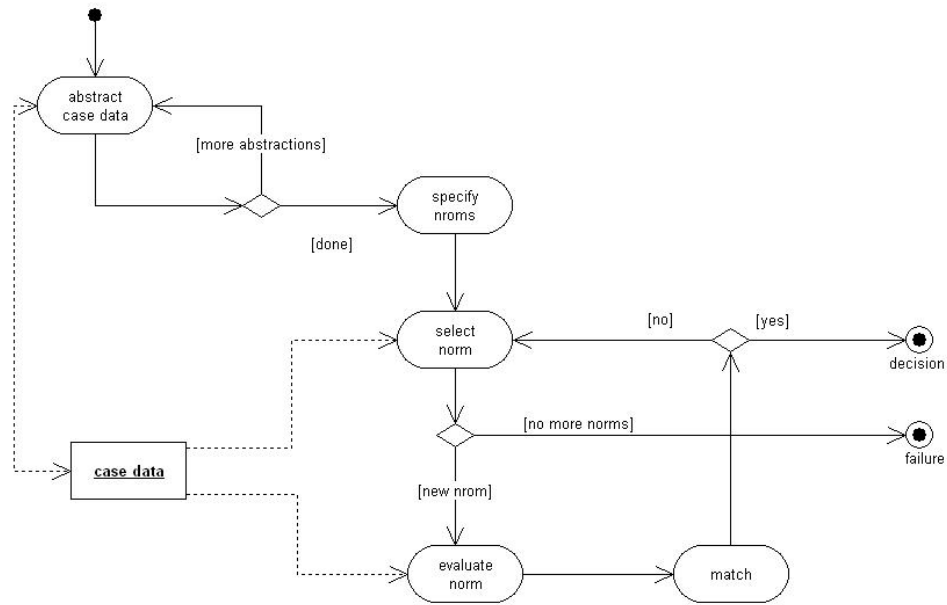 abstract
case data
[more abstractions]
specify
nroms
[done]
select
norm
[no]
[yes]
decision
[no more norms]
failure
case data
[new nrom]
evaluate
norm
match